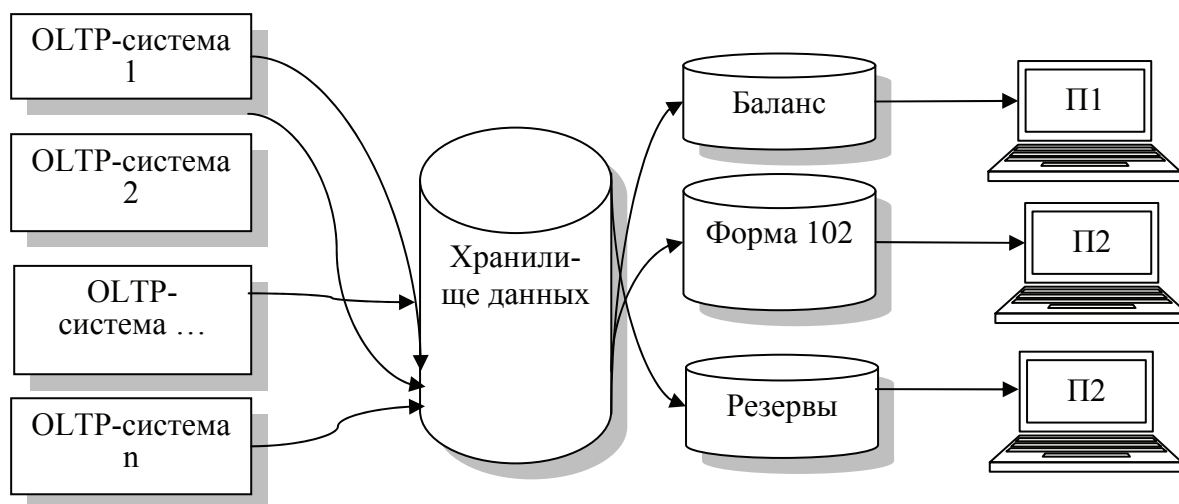 OLTP-система
1
OLTP-система
2
OLTP-
система …
OLTP-система
n
Хранили-
ще данных
Баланс
Форма 102
Резервы
П1
П2
П2